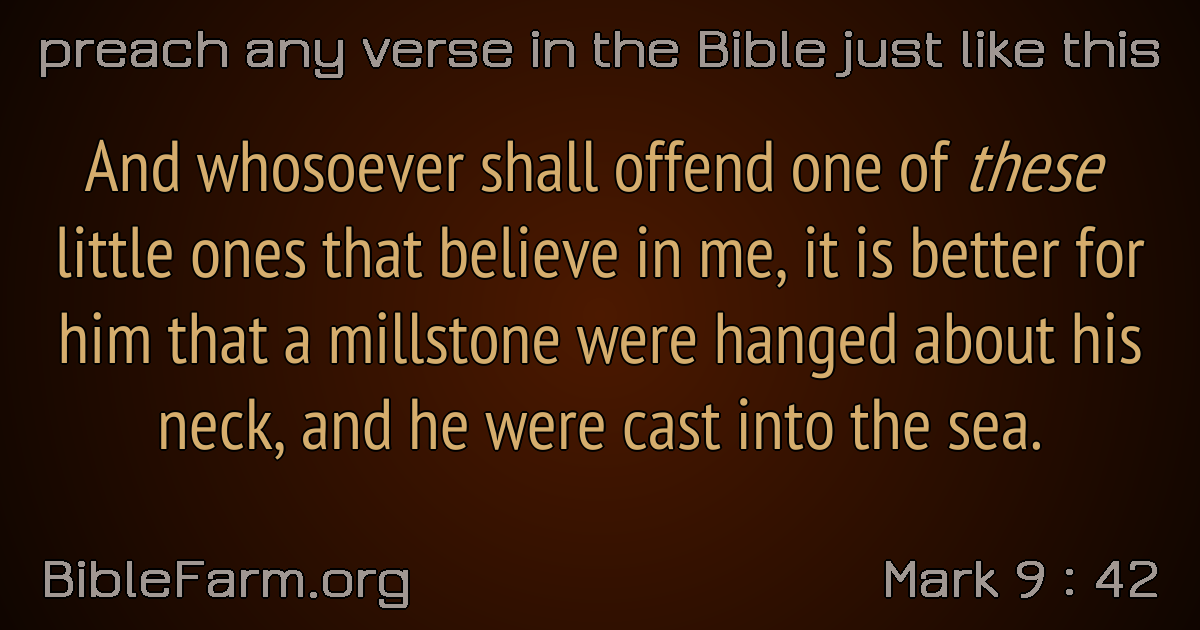 preach any verse in the Bible just like this
And whosoever shall offend one of these
little ones that believe in me, it is better for
him that a millstone were hanged about his
neck, and he were cast into the sea.
BibleFarm.org
Mark 9 : 42